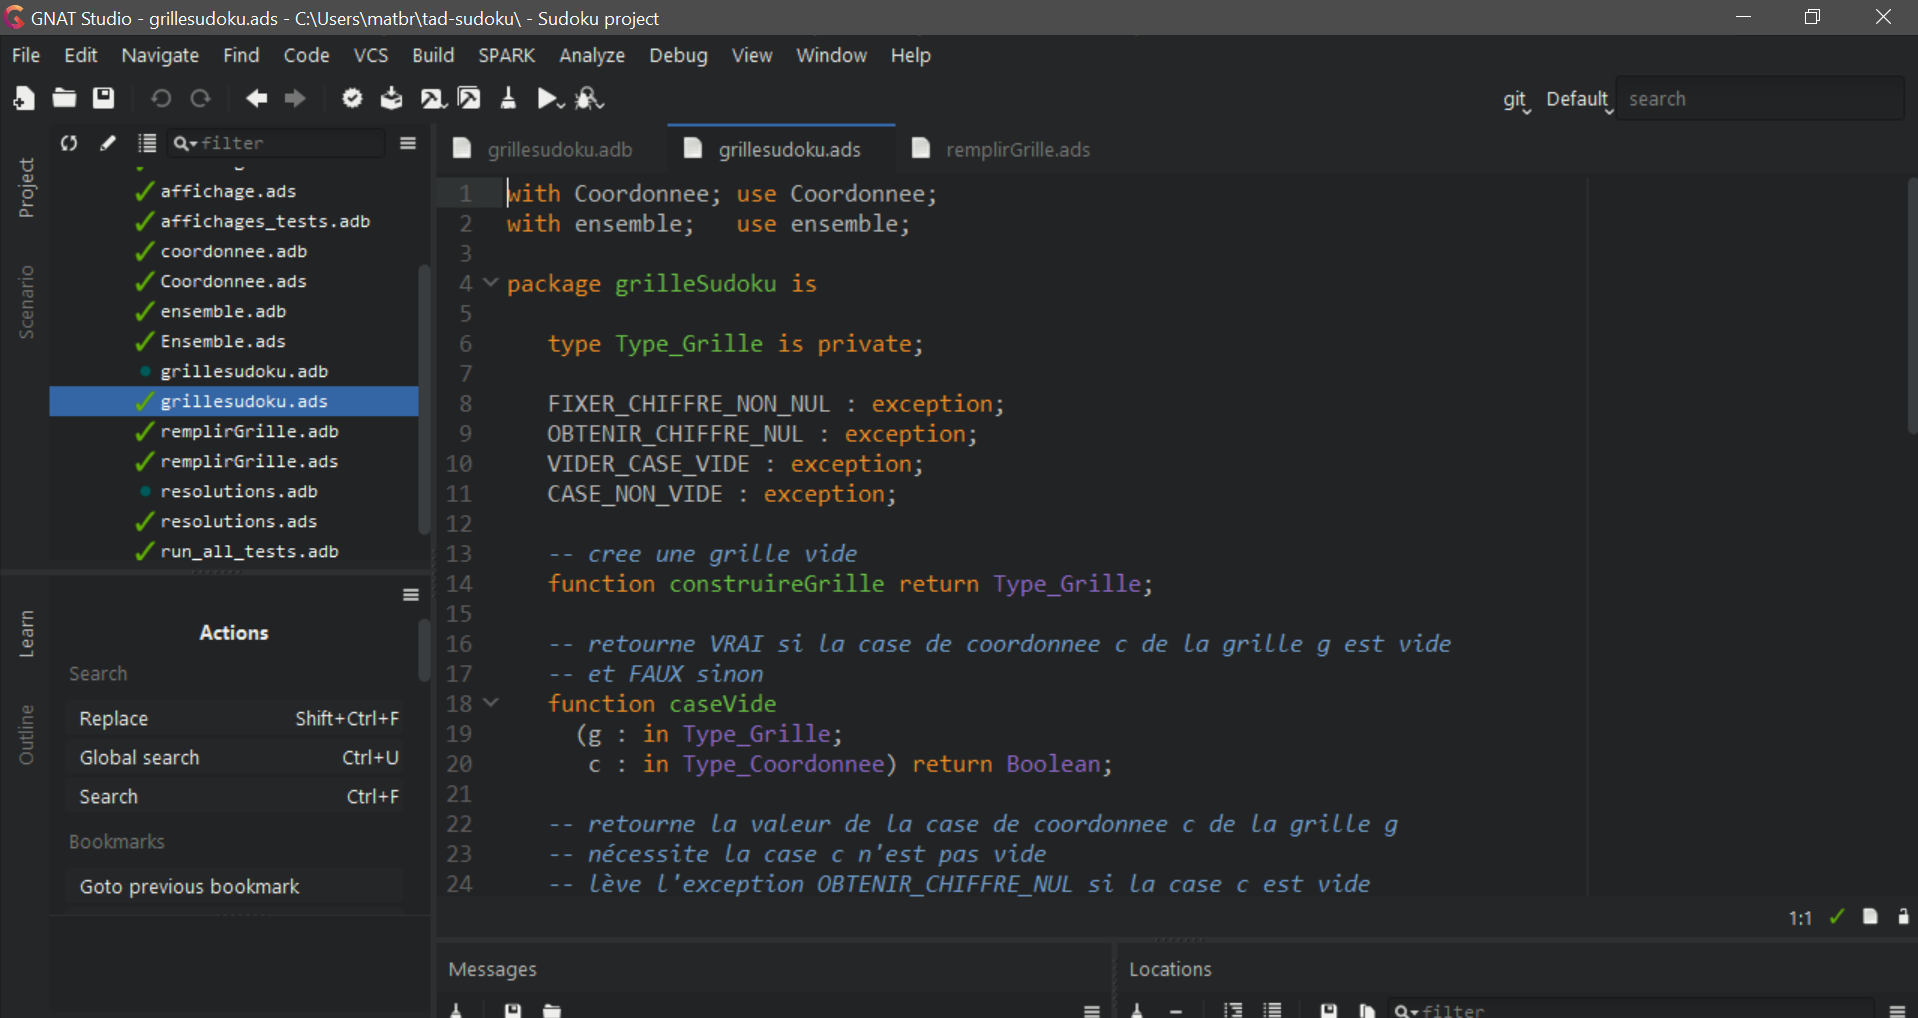 GNAT Studio - grillesudoku.ads - C:\Users\matbr\tad-sudoku\ - Sudoku project
File Edit Navigate Find Code VCS Build SPARK Analyze Debug View Window Help
git Default search
Project
Scenario
filter
affichage.ads
affichages_tests.adb
coordonnee.adb
Coordonnee.ads
ensemble.adb
Ensemble.ads
grillesudoku.adb
grillesudoku.ads
remplirGrille.adb
remplirGrille.ads
resolutions.adb
resolutions.ads
run_all_tests.adb
Learn
Outline
Actions
Search
Replace Shift+Ctrl+F
Global search Ctrl+U
Search Ctrl+F
Bookmarks
Goto previous bookmark
grillesudoku.adb grillesudoku.ads remplirGrille.ads
1 with Coordonnee; use Coordonnee;
2 with ensemble;   use ensemble;
3
4 package grilleSudoku is
5
6    type Type_Grille is private;
7
8    FIXER_CHIFFRE_NON_NUL : exception;
9    OBTENIR_CHIFFRE_NUL : exception;
10    VIDER_CASE_VIDE : exception;
11    CASE_NON_VIDE : exception;
12
13    -- cree une grille vide
14    function construireGrille return Type_Grille;
15
16    -- retourne VRAI si la case de coordonnee c de la grille g est vide
17    -- et FAUX sinon
18    function caseVide
19      (g : in Type_Grille;
20       c : in Type_Coordonnee) return Boolean;
21
22    -- retourne la valeur de la case de coordonnee c de la grille g
23    -- nécessite la case c n'est pas vide
24    -- lève l'exception OBTENIR_CHIFFRE_NUL si la case c est vide
1:1
Messages
Locations
filter